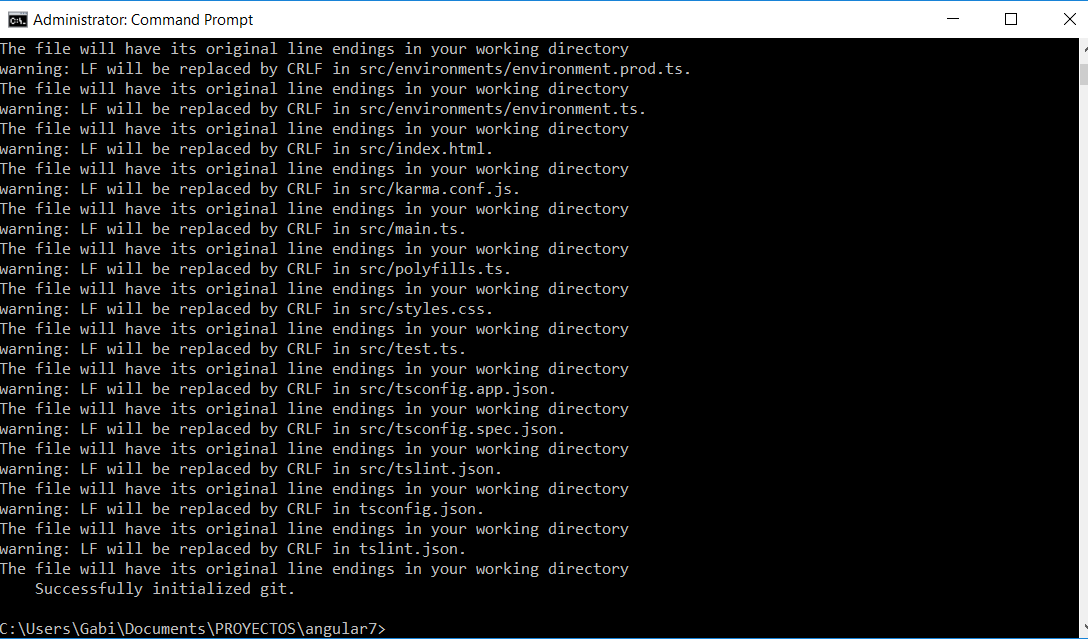 Administrator: Command Prompt
The file will have its original line endings in your working directory
warning: LF will be replaced by CRLF in src/environments/environment.prod.ts.
The file will have its original line endings in your working directory
warning: LF will be replaced by CRLF in src/environments/environment.ts.
The file will have its original line endings in your working directory
warning: LF will be replaced by CRLF in src/index.html.
The file will have its original line endings in your working directory
warning: LF will be replaced by CRLF in src/karma.conf.js.
The file will have its original line endings in your working directory
warning: LF will be replaced by CRLF in src/main.ts.
The file will have its original line endings in your working directory
warning: LF will be replaced by CRLF in src/polyfills.ts.
The file will have its original line endings in your working directory
warning: LF will be replaced by CRLF in src/styles.css.
The file will have its original line endings in your working directory
warning: LF will be replaced by CRLF in src/test.ts.
The file will have its original line endings in your working directory
warning: LF will be replaced by CRLF in src/tsconfig.app.json.
The file will have its original line endings in your working directory
warning: LF will be replaced by CRLF in src/tsconfig.spec.json.
The file will have its original line endings in your working directory
warning: LF will be replaced by CRLF in src/tslint.json.
The file will have its original line endings in your working directory
warning: LF will be replaced by CRLF in tsconfig.json.
The file will have its original line endings in your working directory
warning: LF will be replaced by CRLF in tslint.json.
The file will have its original line endings in your working directory
    Successfully initialized git.
C:\Users\Gabi\Documents\PROYECTOS\angular7>